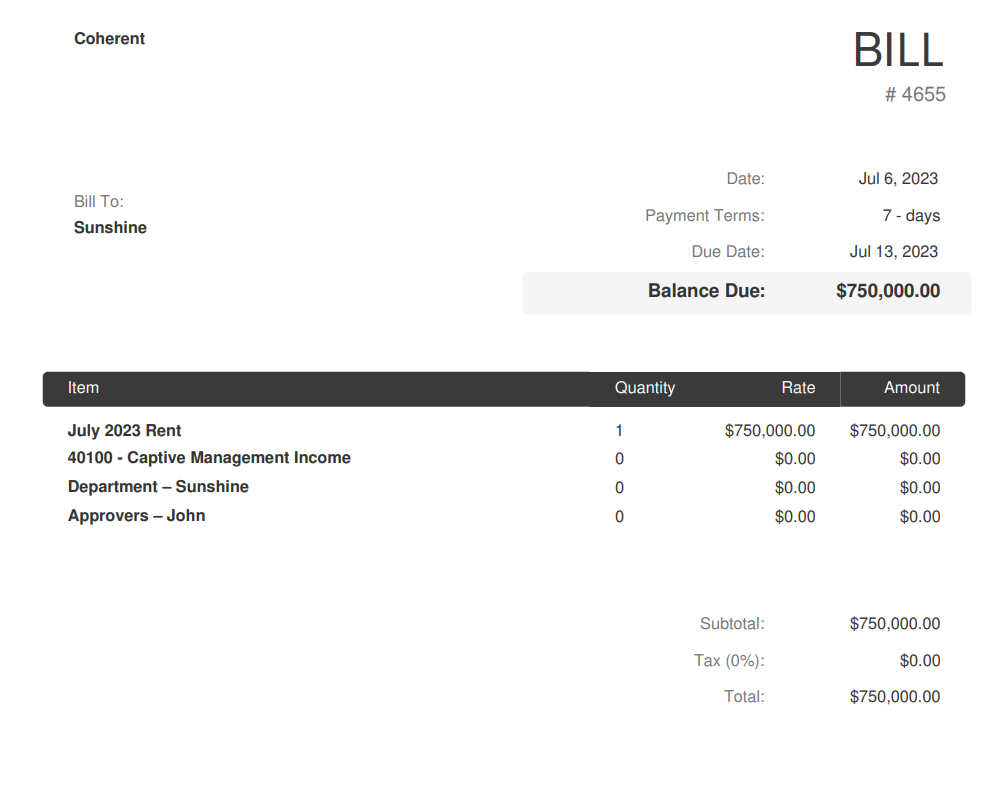 Coherent
BILL
# 4655
Date: Jul 6, 2023
Bill To:
Payment Terms: 7 - days
Sunshine
Due Date: Jul 13, 2023
Balance Due: $750,000.00
Item Quantity Rate Amount
July 2023 Rent 1 $750,000.00 $750,000.00
40100 - Captive Management Income 0 $0.00 $0.00
Department – Sunshine 0 $0.00 $0.00
Approvers – John 0 $0.00 $0.00
Subtotal: $750,000.00
Tax (0%): $0.00
Total: $750,000.00